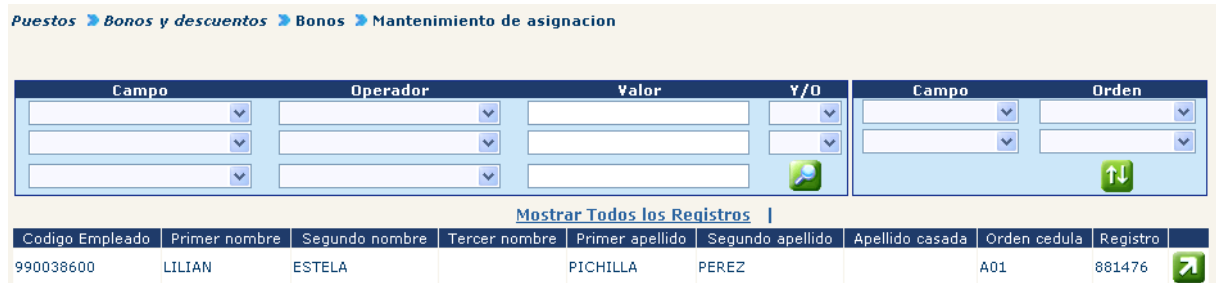 Puestos Bonos y descuentos Bonos Mantenimiento de asignacion
Campo Operador Valor Y/O Campo Orden
Mostrar Todos los Registros |
Codigo Empleado Primer nombre Segundo nombre Tercer nombre Primer apellido Segundo apellido Apellido casada Orden cedula Registro
990038600 LILIAN ESTELA PICHILLA PEREZ A01 881476